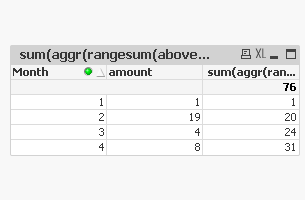 sum(aggr(rangesum(above... XL
Month amount sum(aggr(ran...
76
1 1 1
2 19 20
3 4 24
4 8 31